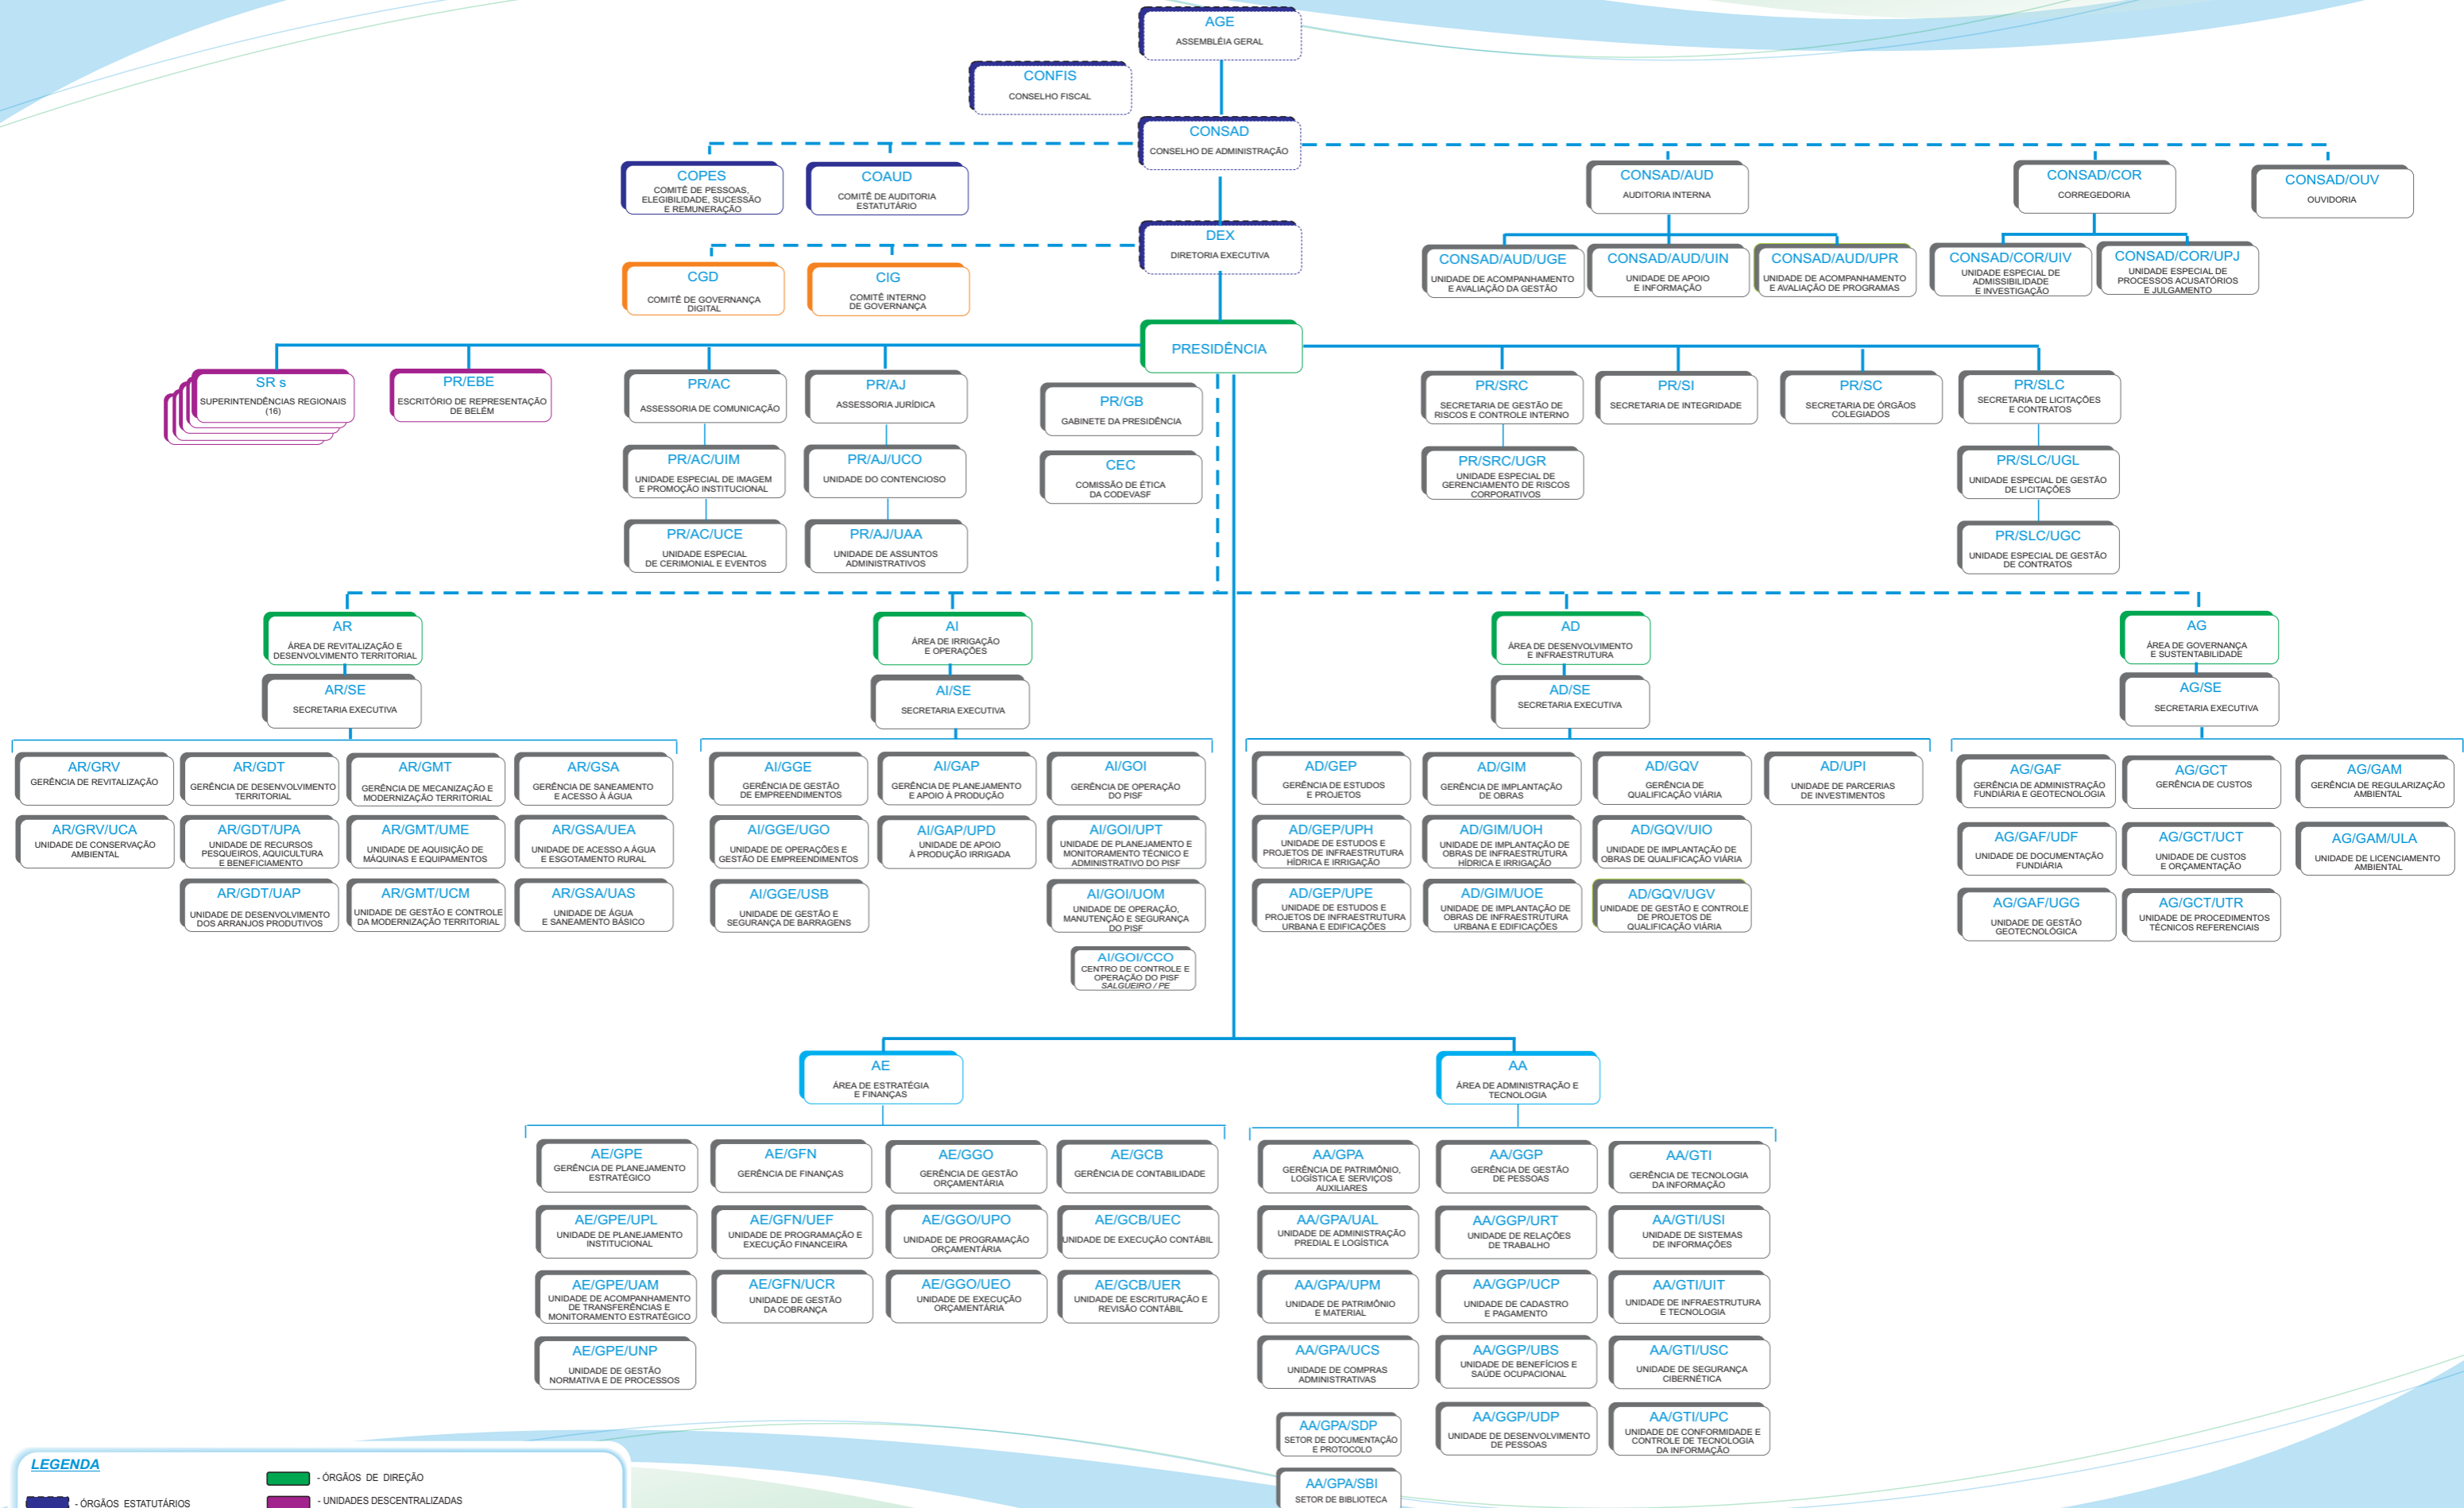 AGE
ASSEMBLÉIA GERAL
CONFIS
CONSELHO FISCAL
CONSAD
CONSELHO DE ADMINISTRAÇÃO
COPES
COMITÊ DE PESSOAS,
ELEGIBILIDADE, SUCESSÃO
E REMUNERAÇÃO
COAUD
COMITÊ DE AUDITORIA
ESTATUTÁRIO
CONSAD/AUD
AUDITORIA INTERNA
CONSAD/COR
CORREGEDORIA
CONSAD/OUV
OUVIDORIA
DEX
DIRETORIA EXECUTIVA
CGD
COMITÊ DE GOVERNANÇA
DIGITAL
CIG
COMITÊ INTERNO
DE GOVERNANÇA
CONSAD/AUD/UGE
UNIDADE DE ACOMPANHAMENTO
E AVALIAÇÃO DA GESTÃO
CONSAD/AUD/UIN
UNIDADE DE APOIO
E INFORMAÇÃO
CONSAD/AUD/UPR
UNIDADE DE ACOMPANHAMENTO
E AVALIAÇÃO DE PROGRAMAS
CONSAD/COR/UIV
UNIDADE ESPECIAL DE
ADMISSIBILIDADE
E INVESTIGAÇÃO
CONSAD/COR/UPJ
UNIDADE ESPECIAL DE
PROCESSOS ACUSATÓRIOS
E JULGAMENTO
PRESIDÊNCIA
SR s
SUPERINTENDÊNCIAS REGIONAIS
(16)
PR/EBE
ESCRITÓRIO DE REPRESENTAÇÃO
DE BELÉM
PR/AC
ASSESSORIA DE COMUNICAÇÃO
PR/AJ
ASSESSORIA JURÍDICA
PR/GB
GABINETE DA PRESIDÊNCIA
PR/SRC
SECRETARIA DE GESTÃO DE
RISCOS E CONTROLE INTERNO
PR/SI
SECRETARIA DE INTEGRIDADE
PR/SC
SECRETARIA DE ÓRGÃOS
COLEGIADOS
PR/SLC
SECRETARIA DE LICITAÇÕES
E CONTRATOS
PR/AC/UIM
UNIDADE ESPECIAL DE IMAGEM
E PROMOÇÃO INSTITUCIONAL
PR/AJ/UCO
UNIDADE DO CONTENCIOSO
CEC
COMISSÃO DE ÉTICA
DA CODEVASF
PR/SRC/UGR
UNIDADE ESPECIAL DE
GERENCIAMENTO DE RISCOS
CORPORATIVOS
PR/SLC/UGL
UNIDADE ESPECIAL DE GESTÃO
DE LICITAÇÕES
PR/AC/UCE
UNIDADE ESPECIAL
DE CERIMONIAL E EVENTOS
PR/AJ/UAA
UNIDADE DE ASSUNTOS
ADMINISTRATIVOS
PR/SLC/UGC
UNIDADE ESPECIAL DE GESTÃO
DE CONTRATOS
AR
ÁREA DE REVITALIZAÇÃO E
DESENVOLVIMENTO TERRITORIAL
AI
ÁREA DE IRRIGAÇÃO
E OPERAÇÕES
AD
ÁREA DE DESENVOLVIMENTO
E INFRAESTRUTURA
AG
ÁREA DE GOVERNANÇA
E SUSTENTABILIDADE
AR/SE
SECRETARIA EXECUTIVA
AI/SE
SECRETARIA EXECUTIVA
AD/SE
SECRETARIA EXECUTIVA
AG/SE
SECRETARIA EXECUTIVA
AR/GRV
GERÊNCIA DE REVITALIZAÇÃO
AR/GDT
GERÊNCIA DE DESENVOLVIMENTO
TERRITORIAL
AR/GMT
GERÊNCIA DE MECANIZAÇÃO E
MODERNIZAÇÃO TERRITORIAL
AR/GSA
GERÊNCIA DE SANEAMENTO
E ACESSO À ÁGUA
AI/GGE
GERÊNCIA DE GESTÃO
DE EMPREENDIMENTOS
AI/GAP
GERÊNCIA DE PLANEJAMENTO
E APOIO À PRODUÇÃO
AI/GOI
GERÊNCIA DE OPERAÇÃO
DO PISF
AD/GEP
GERÊNCIA DE ESTUDOS
E PROJETOS
AD/GIM
GERÊNCIA DE IMPLANTAÇÃO
DE OBRAS
AD/GQV
GERÊNCIA DE
QUALIFICAÇÃO VIÁRIA
AD/UPI
UNIDADE DE PARCERIAS
DE INVESTIMENTOS
AG/GAF
GERÊNCIA DE ADMINISTRAÇÃO
FUNDIÁRIA E GEOTECNOLOGIA
AG/GCT
GERÊNCIA DE CUSTOS
AG/GAM
GERÊNCIA DE REGULARIZAÇÃO
AMBIENTAL
AR/GRV/UCA
UNIDADE DE CONSERVAÇÃO
AMBIENTAL
AR/GDT/UPA
UNIDADE DE RECURSOS
PESQUEIROS, AQUICULTURA
E BENEFICIAMENTO
AR/GMT/UME
UNIDADE DE AQUISIÇÃO DE
MÁQUINAS E EQUIPAMENTOS
AR/GSA/UEA
UNIDADE DE ACESSO A ÁGUA
E ESGOTAMENTO RURAL
AI/GGE/UGO
UNIDADE DE OPERAÇÕES E
GESTÃO DE EMPREENDIMENTOS
AI/GAP/UPD
UNIDADE DE APOIO
À PRODUÇÃO IRRIGADA
AI/GOI/UPT
UNIDADE DE PLANEJAMENTO E
MONITORAMENTO TÉCNICO E
ADMINISTRATIVO DO PISF
AD/GEP/UPH
UNIDADE DE ESTUDOS E
PROJETOS DE INFRAESTRUTURA
HÍDRICA E IRRIGAÇÃO
AD/GIM/UOH
UNIDADE DE IMPLANTAÇÃO DE
OBRAS DE INFRAESTRUTURA
HÍDRICA E IRRIGAÇÃO
AD/GQV/UIO
UNIDADE DE IMPLANTAÇÃO DE
OBRAS DE QUALIFICAÇÃO VIÁRIA
AG/GAF/UDF
UNIDADE DE DOCUMENTAÇÃO
FUNDIÁRIA
AG/GCT/UCT
UNIDADE DE CUSTOS
E ORÇAMENTAÇÃO
AG/GAM/ULA
UNIDADE DE LICENCIAMENTO
AMBIENTAL
AR/GDT/UAP
UNIDADE DE DESENVOLVIMENTO
DOS ARRANJOS PRODUTIVOS
AR/GMT/UCM
UNIDADE DE GESTÃO E CONTROLE
DA MODERNIZAÇÃO TERRITORIAL
AR/GSA/UAS
UNIDADE DE ÁGUA
E SANEAMENTO BÁSICO
AI/GGE/USB
UNIDADE DE GESTÃO E
SEGURANÇA DE BARRAGENS
AI/GOI/UOM
UNIDADE DE OPERAÇÃO,
MANUTENÇÃO E SEGURANÇA
DO PISF
AD/GEP/UPE
UNIDADE DE ESTUDOS E
PROJETOS DE INFRAESTRUTURA
URBANA E EDIFICAÇÕES
AD/GIM/UOE
UNIDADE DE IMPLANTAÇÃO DE
OBRAS DE INFRAESTRUTURA
URBANA E EDIFICAÇÕES
AD/GQV/UGV
UNIDADE DE GESTÃO E CONTROLE
DE PROJETOS DE
QUALIFICAÇÃO VIÁRIA
AG/GAF/UGG
UNIDADE DE GESTÃO
GEOTECNOLÓGICA
AG/GCT/UTR
UNIDADE DE PROCEDIMENTOS
TÉCNICOS REFERENCIAIS
AI/GOI/CCO
CENTRO DE CONTROLE E
OPERAÇÃO DO PISF
SALGUEIRO / PE
AE
ÁREA DE ESTRATÉGIA
E FINANÇAS
AA
ÁREA DE ADMINISTRAÇÃO E
TECNOLOGIA
AE/GPE
GERÊNCIA DE PLANEJAMENTO
ESTRATÉGICO
AE/GFN
GERÊNCIA DE FINANÇAS
AE/GGO
GERÊNCIA DE GESTÃO
ORÇAMENTÁRIA
AE/GCB
GERÊNCIA DE CONTABILIDADE
AA/GPA
GERÊNCIA DE PATRIMÔNIO,
LOGÍSTICA E SERVIÇOS
AUXILIARES
AA/GGP
GERÊNCIA DE GESTÃO
DE PESSOAS
AA/GTI
GERÊNCIA DE TECNOLOGIA
DA INFORMAÇÃO
AE/GPE/UPL
UNIDADE DE PLANEJAMENTO
INSTITUCIONAL
AE/GFN/UEF
UNIDADE DE PROGRAMAÇÃO E
EXECUÇÃO FINANCEIRA
AE/GGO/UPO
UNIDADE DE PROGRAMAÇÃO
ORÇAMENTÁRIA
AE/GCB/UEC
UNIDADE DE EXECUÇÃO CONTÁBIL
AA/GPA/UAL
UNIDADE DE ADMINISTRAÇÃO
PREDIAL E LOGÍSTICA
AA/GGP/URT
UNIDADE DE RELAÇÕES
DE TRABALHO
AA/GTI/USI
UNIDADE DE SISTEMAS
DE INFORMAÇÕES
AE/GPE/UAM
UNIDADE DE ACOMPANHAMENTO
DE TRANSFERÊNCIAS E
MONITORAMENTO ESTRATÉGICO
AE/GFN/UCR
UNIDADE DE GESTÃO
DA COBRANÇA
AE/GGO/UEO
UNIDADE DE EXECUÇÃO
ORÇAMENTÁRIA
AE/GCB/UER
UNIDADE DE ESCRITURAÇÃO E
REVISÃO CONTÁBIL
AA/GPA/UPM
UNIDADE DE PATRIMÔNIO
E MATERIAL
AA/GGP/UCP
UNIDADE DE CADASTRO
E PAGAMENTO
AA/GTI/UIT
UNIDADE DE INFRAESTRUTURA
E TECNOLOGIA
AE/GPE/UNP
UNIDADE DE GESTÃO
NORMATIVA E DE PROCESSOS
AA/GPA/UCS
UNIDADE DE COMPRAS
ADMINISTRATIVAS
AA/GGP/UBS
UNIDADE DE BENEFÍCIOS E
SAÚDE OCUPACIONAL
AA/GTI/USC
UNIDADE DE SEGURANÇA
CIBERNÉTICA
AA/GPA/SDP
SETOR DE DOCUMENTAÇÃO
E PROTOCOLO
AA/GGP/UDP
UNIDADE DE DESENVOLVIMENTO
DE PESSOAS
AA/GTI/UPC
UNIDADE DE CONFORMIDADE E
CONTROLE DE TECNOLOGIA
DA INFORMAÇÃO
AA/GPA/SBI
SETOR DE BIBLIOTECA
LEGENDA
- ÓRGÃOS DE DIREÇÃO
- ÓRGÃOS ESTATUTÁRIOS
- UNIDADES DESCENTRALIZADAS